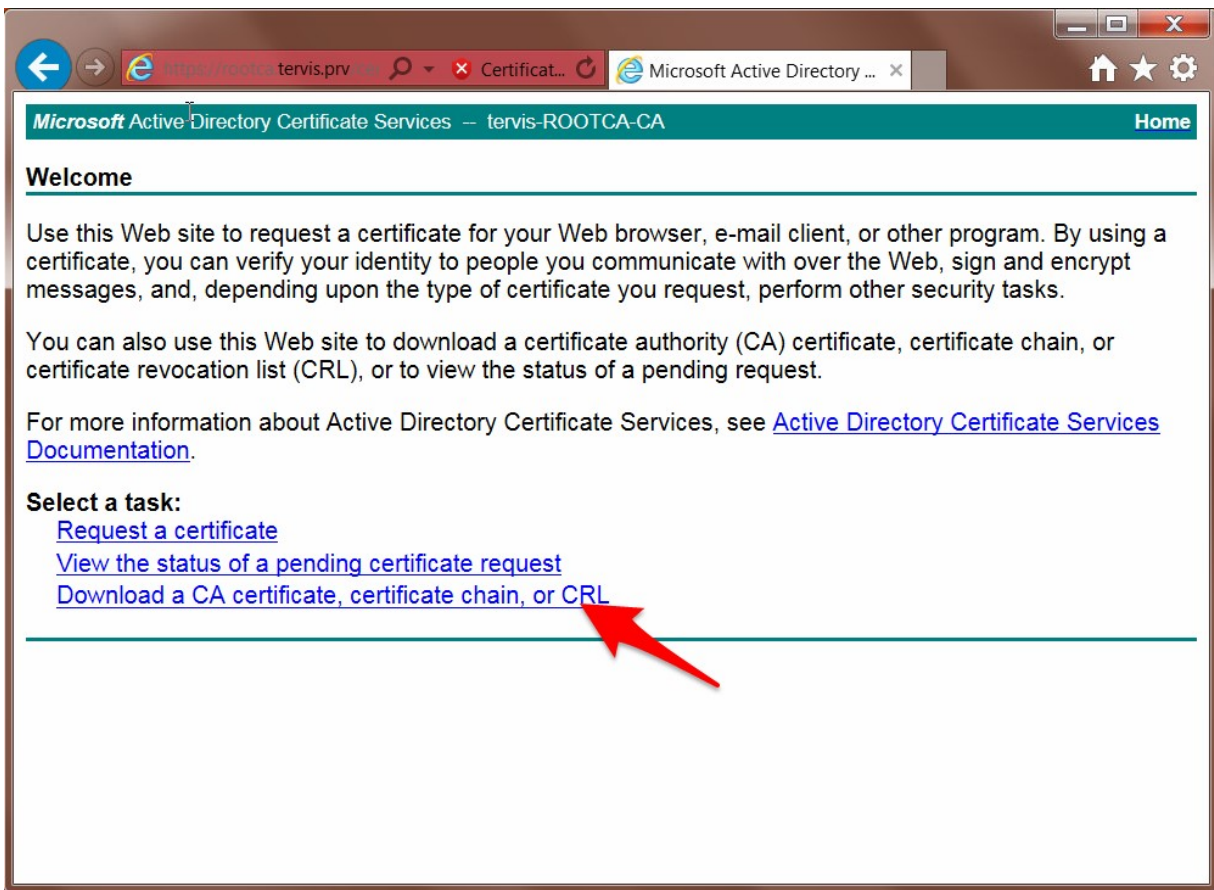 https://rootca.tervis.prv
Certificat...
Microsoft Active Directory ...
Microsoft Active Directory Certificate Services -- tervis-ROOTCA-CA
Home
Welcome
Use this Web site to request a certificate for your Web browser, e-mail client, or other program. By using a
certificate, you can verify your identity to people you communicate with over the Web, sign and encrypt
messages, and, depending upon the type of certificate you request, perform other security tasks.
You can also use this Web site to download a certificate authority (CA) certificate, certificate chain, or
certificate revocation list (CRL), or to view the status of a pending request.
For more information about Active Directory Certificate Services, see Active Directory Certificate Services
Documentation.
Select a task:
Request a certificate
View the status of a pending certificate request
Download a CA certificate, certificate chain, or CRL